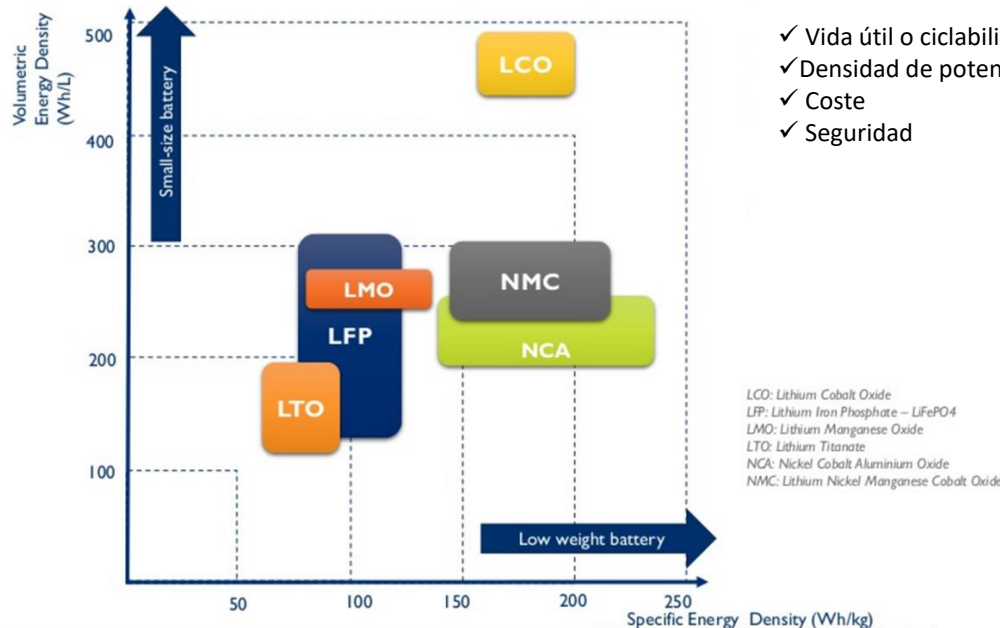 Volumetric
Energy Density
(Wh/L)
500
400
300
200
100
Small-size battery
LCO
NMC
LMO
LFP
NCA
LTO
Low weight battery
50
100
150
200
250
Specific Energy Density (Wh/kg)
✓ Vida útil o ciclabili
✓Densidad de poten
✓ Coste
✓ Seguridad
LCO: Lithium Cobalt Oxide
LFP: Lithium Iron Phosphate – LiFePO4
LMO: Lithium Manganese Oxide
LTO: Lithium Titanate
NCA: Nickel Cobalt Aluminium Oxide
NMC: Lithium Nickel Manganese Cobalt Oxide